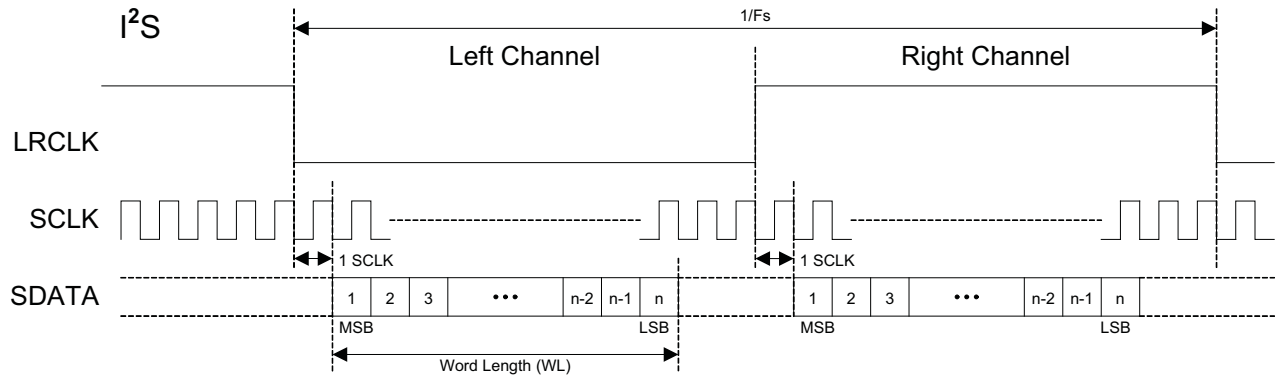 I²S
1/Fs
Left Channel
Right Channel
LRCLK
SCLK
1 SCLK
1 SCLK
SDATA
1 2 3 ••• n-2 n-1 n
1 2 3 ••• n-2 n-1 n
MSB
LSB
MSB
LSB
Word Length (WL)